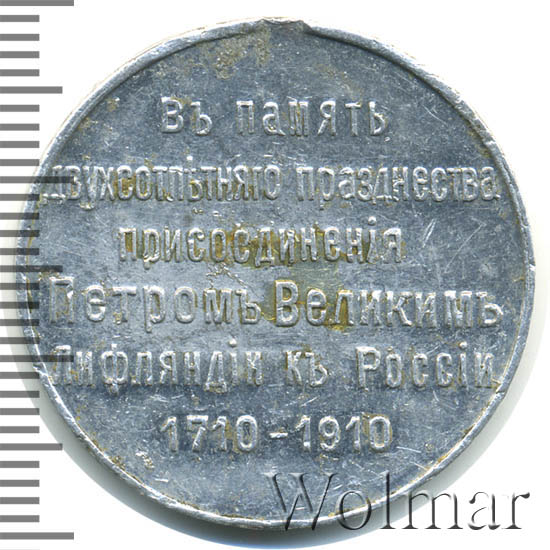 Въ память
двухсотлѣтняго празднества
присоединенія
Петромъ Великимъ
Лифляндіи къ Россіи
1710-1910
Wolmar